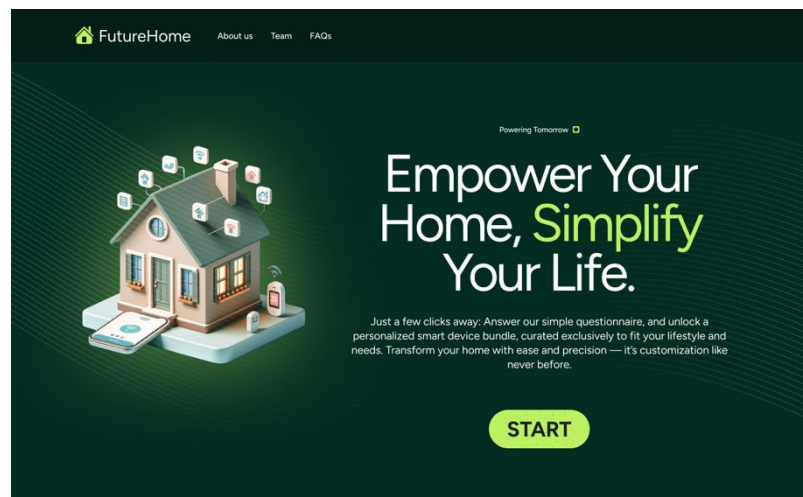 FutureHome About us Team FAQs
Powering Tomorrow
Empower Your
Home, Simplify
Your Life.
Just a few clicks away: Answer our simple questionnaire, and unlock a
personalized smart device bundle, curated exclusively to fit your lifestyle and
needs. Transform your home with ease and precision — it's customization like
never before.
START